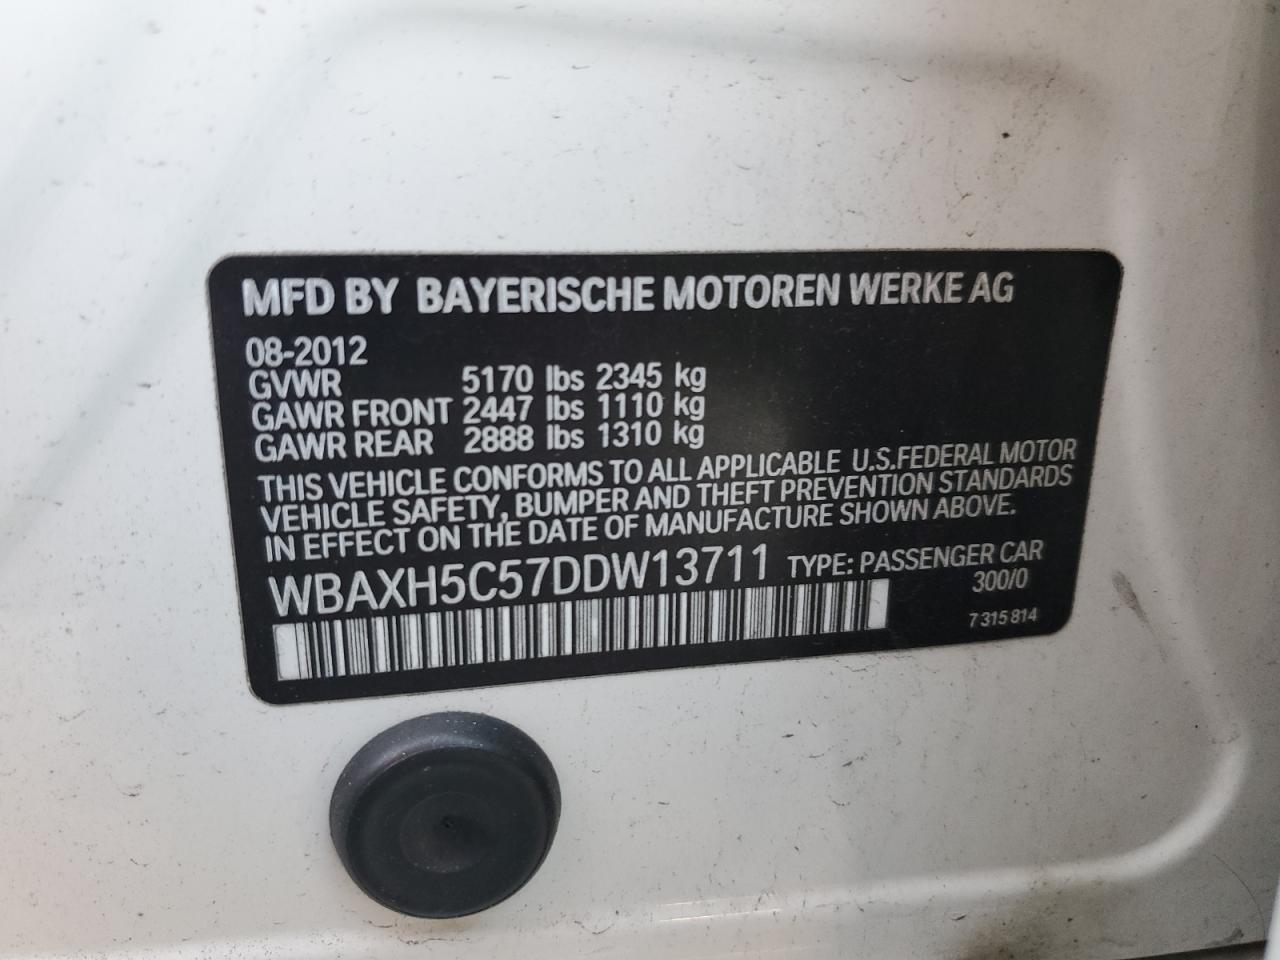 MFD BY BAYERISCHE MOTOREN WERKE AG
08-2012
GVWR 5170 lbs 2345 kg
GAWR FRONT 2447 lbs 1110 kg
GAWR REAR 2888 lbs 1310 kg
THIS VEHICLE CONFORMS TO ALL APPLICABLE U.S.FEDERAL MOTOR
VEHICLE SAFETY, BUMPER AND THEFT PREVENTION STANDARDS
IN EFFECT ON THE DATE OF MANUFACTURE SHOWN ABOVE.
WBAXH5C57DDW13711 TYPE: PASSENGER CAR
300/0
7 315 814